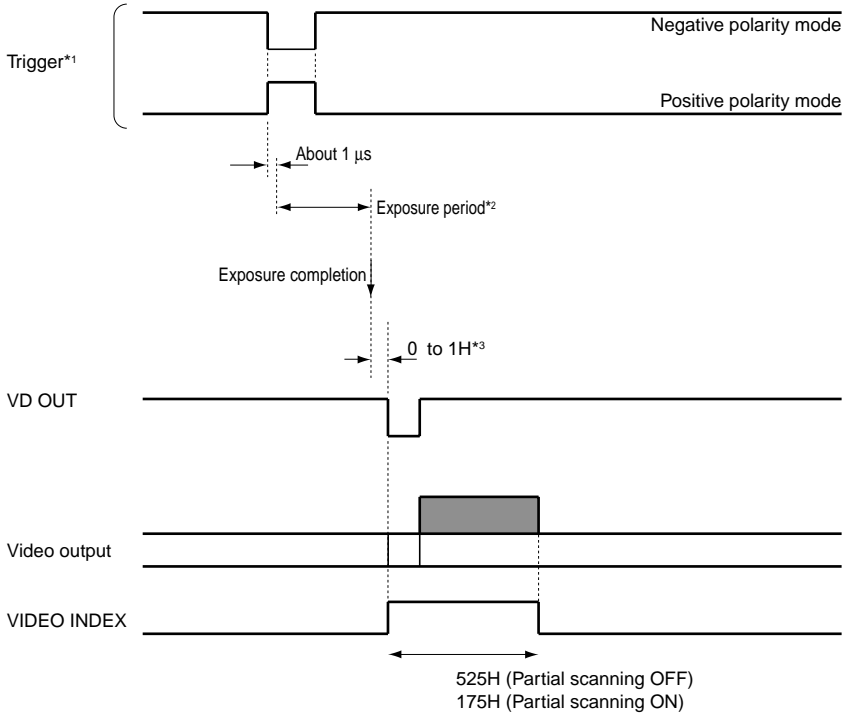 Negative polarity mode
Trigger*1
Positive polarity mode
About 1 μs
Exposure period*2
Exposure completion
0 to 1H*3
VD OUT
Video output
VIDEO INDEX
525H (Partial scanning OFF)
175H (Partial scanning ON)